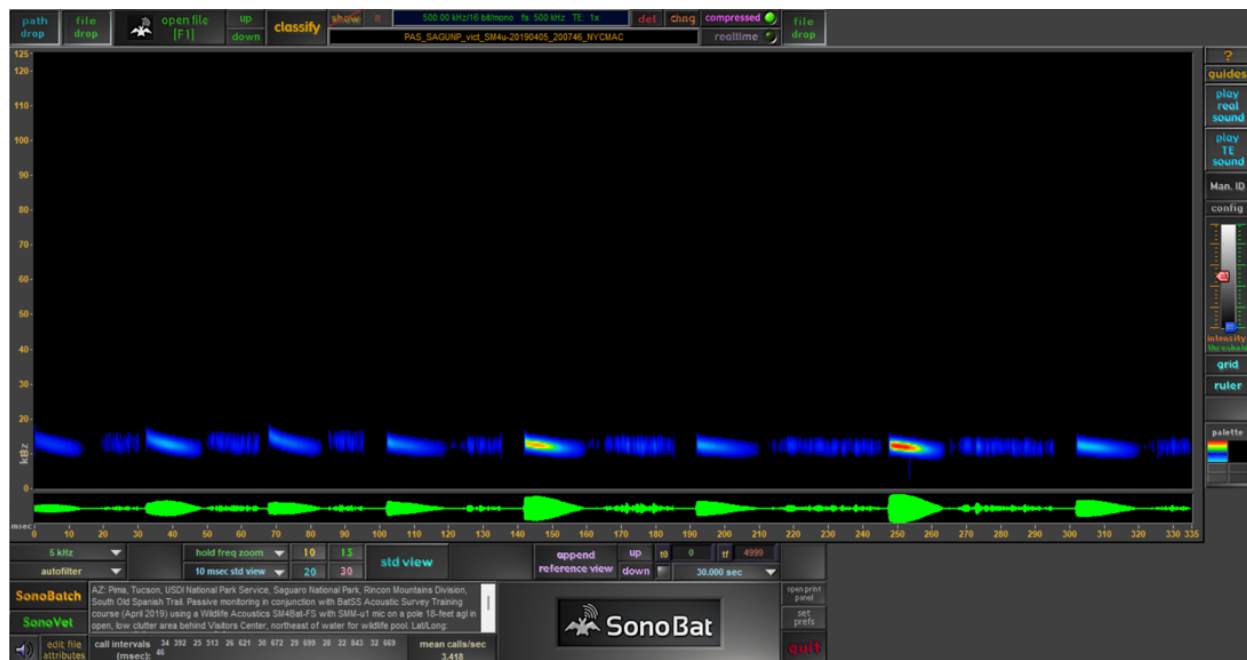 path
drop
file
drop
open file
[F1]
up
down
classify
show
R
500.00 kHz/16 bit/mono fs: 500 kHz TE: 1x
PAS_SAGUNP_vict_SM4u-20190405_200746_NYCMAC
del
chng
compressed
realtime
file
drop
125
120
110
100
90
80
70
60
50
40
30
20
10
0
kHz
msec
0 10 20 30 40 50 60 70 80 90 100 110 120 130 140 150 160 170 180 190 200 210 220 230 240 250 260 270 280 290 300 310 320 330 335
?
guides
play
real
sound
play
TE
sound
Man. ID
config
intensity
threshold
grid
ruler
palette
5 kHz
autofilter
hold freq zoom
10 msec std view
10
15
20
30
std view
append
reference view
up
down
t0
0
tf
4999
30.000 sec
SonoBatch
SonoVet
AZ: Pima, Tucson, USDI National Park Service, Saguaro National Park, Rincon Mountains Division,
South Old Spanish Trail. Passive monitoring in conjunction with BatSS Acoustic Survey Training
course (April 2019) using a Wildlife Acoustics SM4Bat-FS with SMM-u1 mic on a pole 18-feet agl in
open, low clutter area behind Visitors Center, northeast of water for wildlife pool. Lat/Long:
edit file
attributes
call intervals
(msec):
34 392 25 513 26 621 30 672 29 699 28 22 843 32 669
46
mean calls/sec
3.418
SonoBat
open print
panel
set
prefs
quit